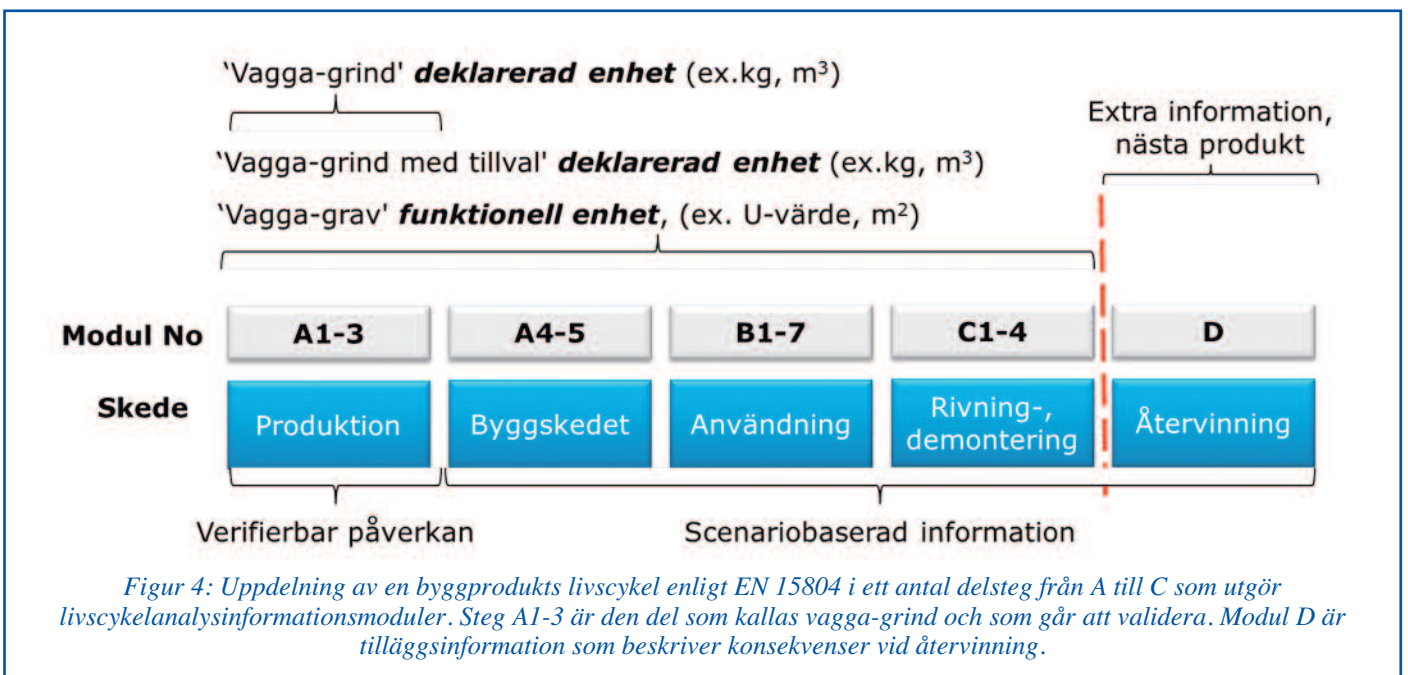 ‘Vagga-grind' deklarerad enhet (ex.kg, m³)
Extra information,
nästa produkt
‘Vagga-grind med tillval' deklarerad enhet (ex.kg, m³)
‘Vagga-grav' funktionell enhet, (ex. U-värde, m²)
Modul No A1-3 A4-5 B1-7 C1-4 D
Skede Produktion Byggskedet Användning Rivning-, demontering Återvinning
Verifierbar påverkan Scenariobaserad information
Figur 4: Uppdelning av en byggprodukts livscykel enligt EN 15804 i ett antal delsteg från A till C som utgör
livscykelanalysinformationsmoduler. Steg A1-3 är den del som kallas vagga-grind och som går att validera. Modul D är
tilläggsinformation som beskriver konsekvenser vid återvinning.